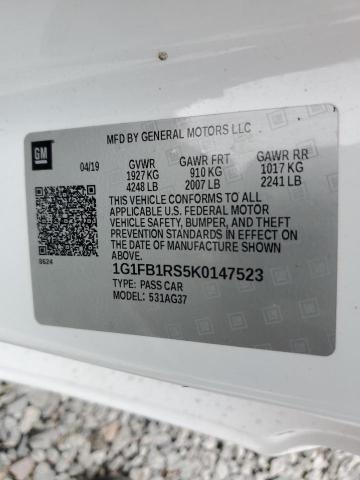 MFD BY GENERAL MOTORS LLC
GM
04/19 GVWR GAWR FRT GAWR RR
1927 KG 910 KG 1017 KG
4248 LB 2007 LB 2241 LB
THIS VEHICLE CONFORMS TO ALL
APPLICABLE U.S. FEDERAL MOTOR
VEHICLE SAFETY, BUMPER, AND THEFT
PREVENTION STANDARDS IN EFFECT ON
THE DATE OF MANUFACTURE SHOWN ABOVE.
8624
1G1FB1RS5K0147523
TYPE: PASS CAR
MODEL: 531AG37